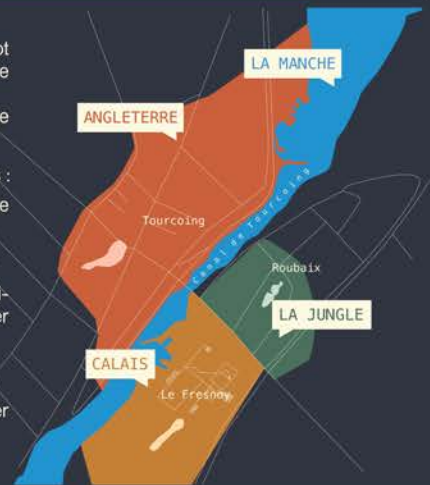 LA MANCHE
ANGLETERRE
Tourcoing
Canal de Tourcoing
Roubaix
LA JUNGLE
CALAIS
Le Fresnoy